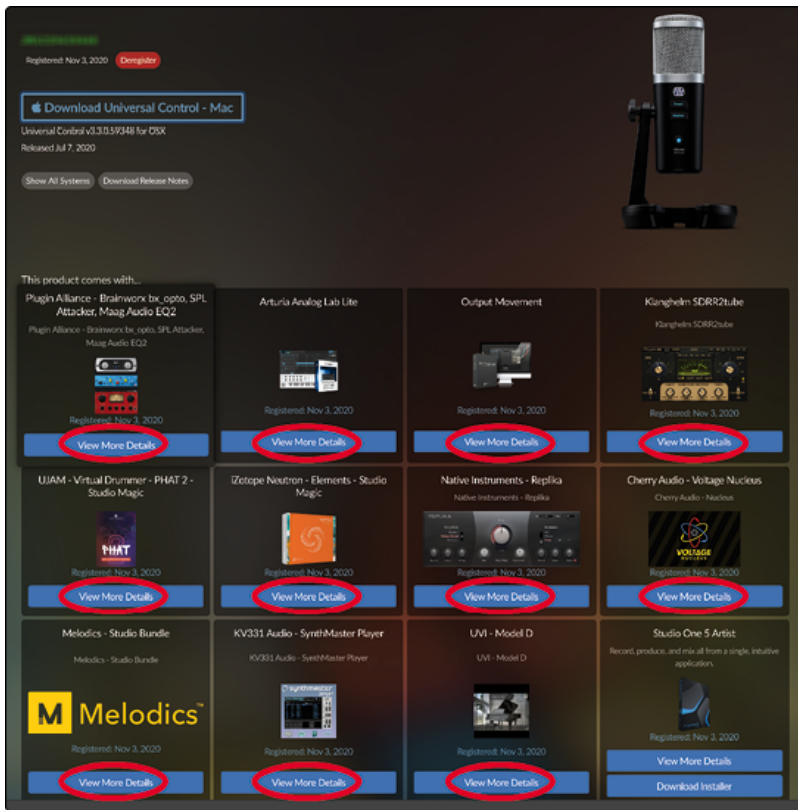 Registered: Nov 3, 2020 Deregister
Download Universal Control - Mac
Universal Control v3.3.0.59348 for OSX
Released Jul 7, 2020
Show All Systems Download Release Notes
This product comes with...
Plugin Alliance - Brainworx bx_opto, SPL
Attacker, Maag Audio EQ2
Plugin Alliance - Brainworx bx_opto, SPL Attacker,
Maag Audio EQ2
Registered: Nov 3, 2020
View More Details
Arturia Analog Lab Lite
Registered: Nov 3, 2020
View More Details
Output Movement
Registered: Nov 3, 2020
View More Details
Klanghelm SDRR2tube
Klanghelm SDRR2tube
Registered: Nov 3, 2020
View More Details
UJAM - Virtual Drummer - PHAT 2 -
Studio Magic
PHAT
Registered: Nov 3, 2020
View More Details
iZotope Neutron - Elements - Studio
Magic
Registered: Nov 3, 2020
View More Details
Native Instruments - Replika
Native Instruments - Replika
REPLIKA
Registered: Nov 3, 2020
View More Details
Cherry Audio - Voltage Nucleus
Cherry Audio - Nucleus
VOLTAGE
NUCLEUS
Registered: Nov 3, 2020
View More Details
Melodics - Studio Bundle
Melodics - Studio Bundle
M Melodics™
Registered: Nov 3, 2020
View More Details
KV331 Audio - SynthMaster Player
KV331 Audio - SynthMaster Player
synthmaster
Registered: Nov 3, 2020
View More Details
UVI - Model D
UVI - Model D
Registered: Nov 3, 2020
View More Details
Studio One 5 Artist
Record, produce, and mix all from a single, intuitive
application.
Registered: Nov 3, 2020
View More Details
Download Installer